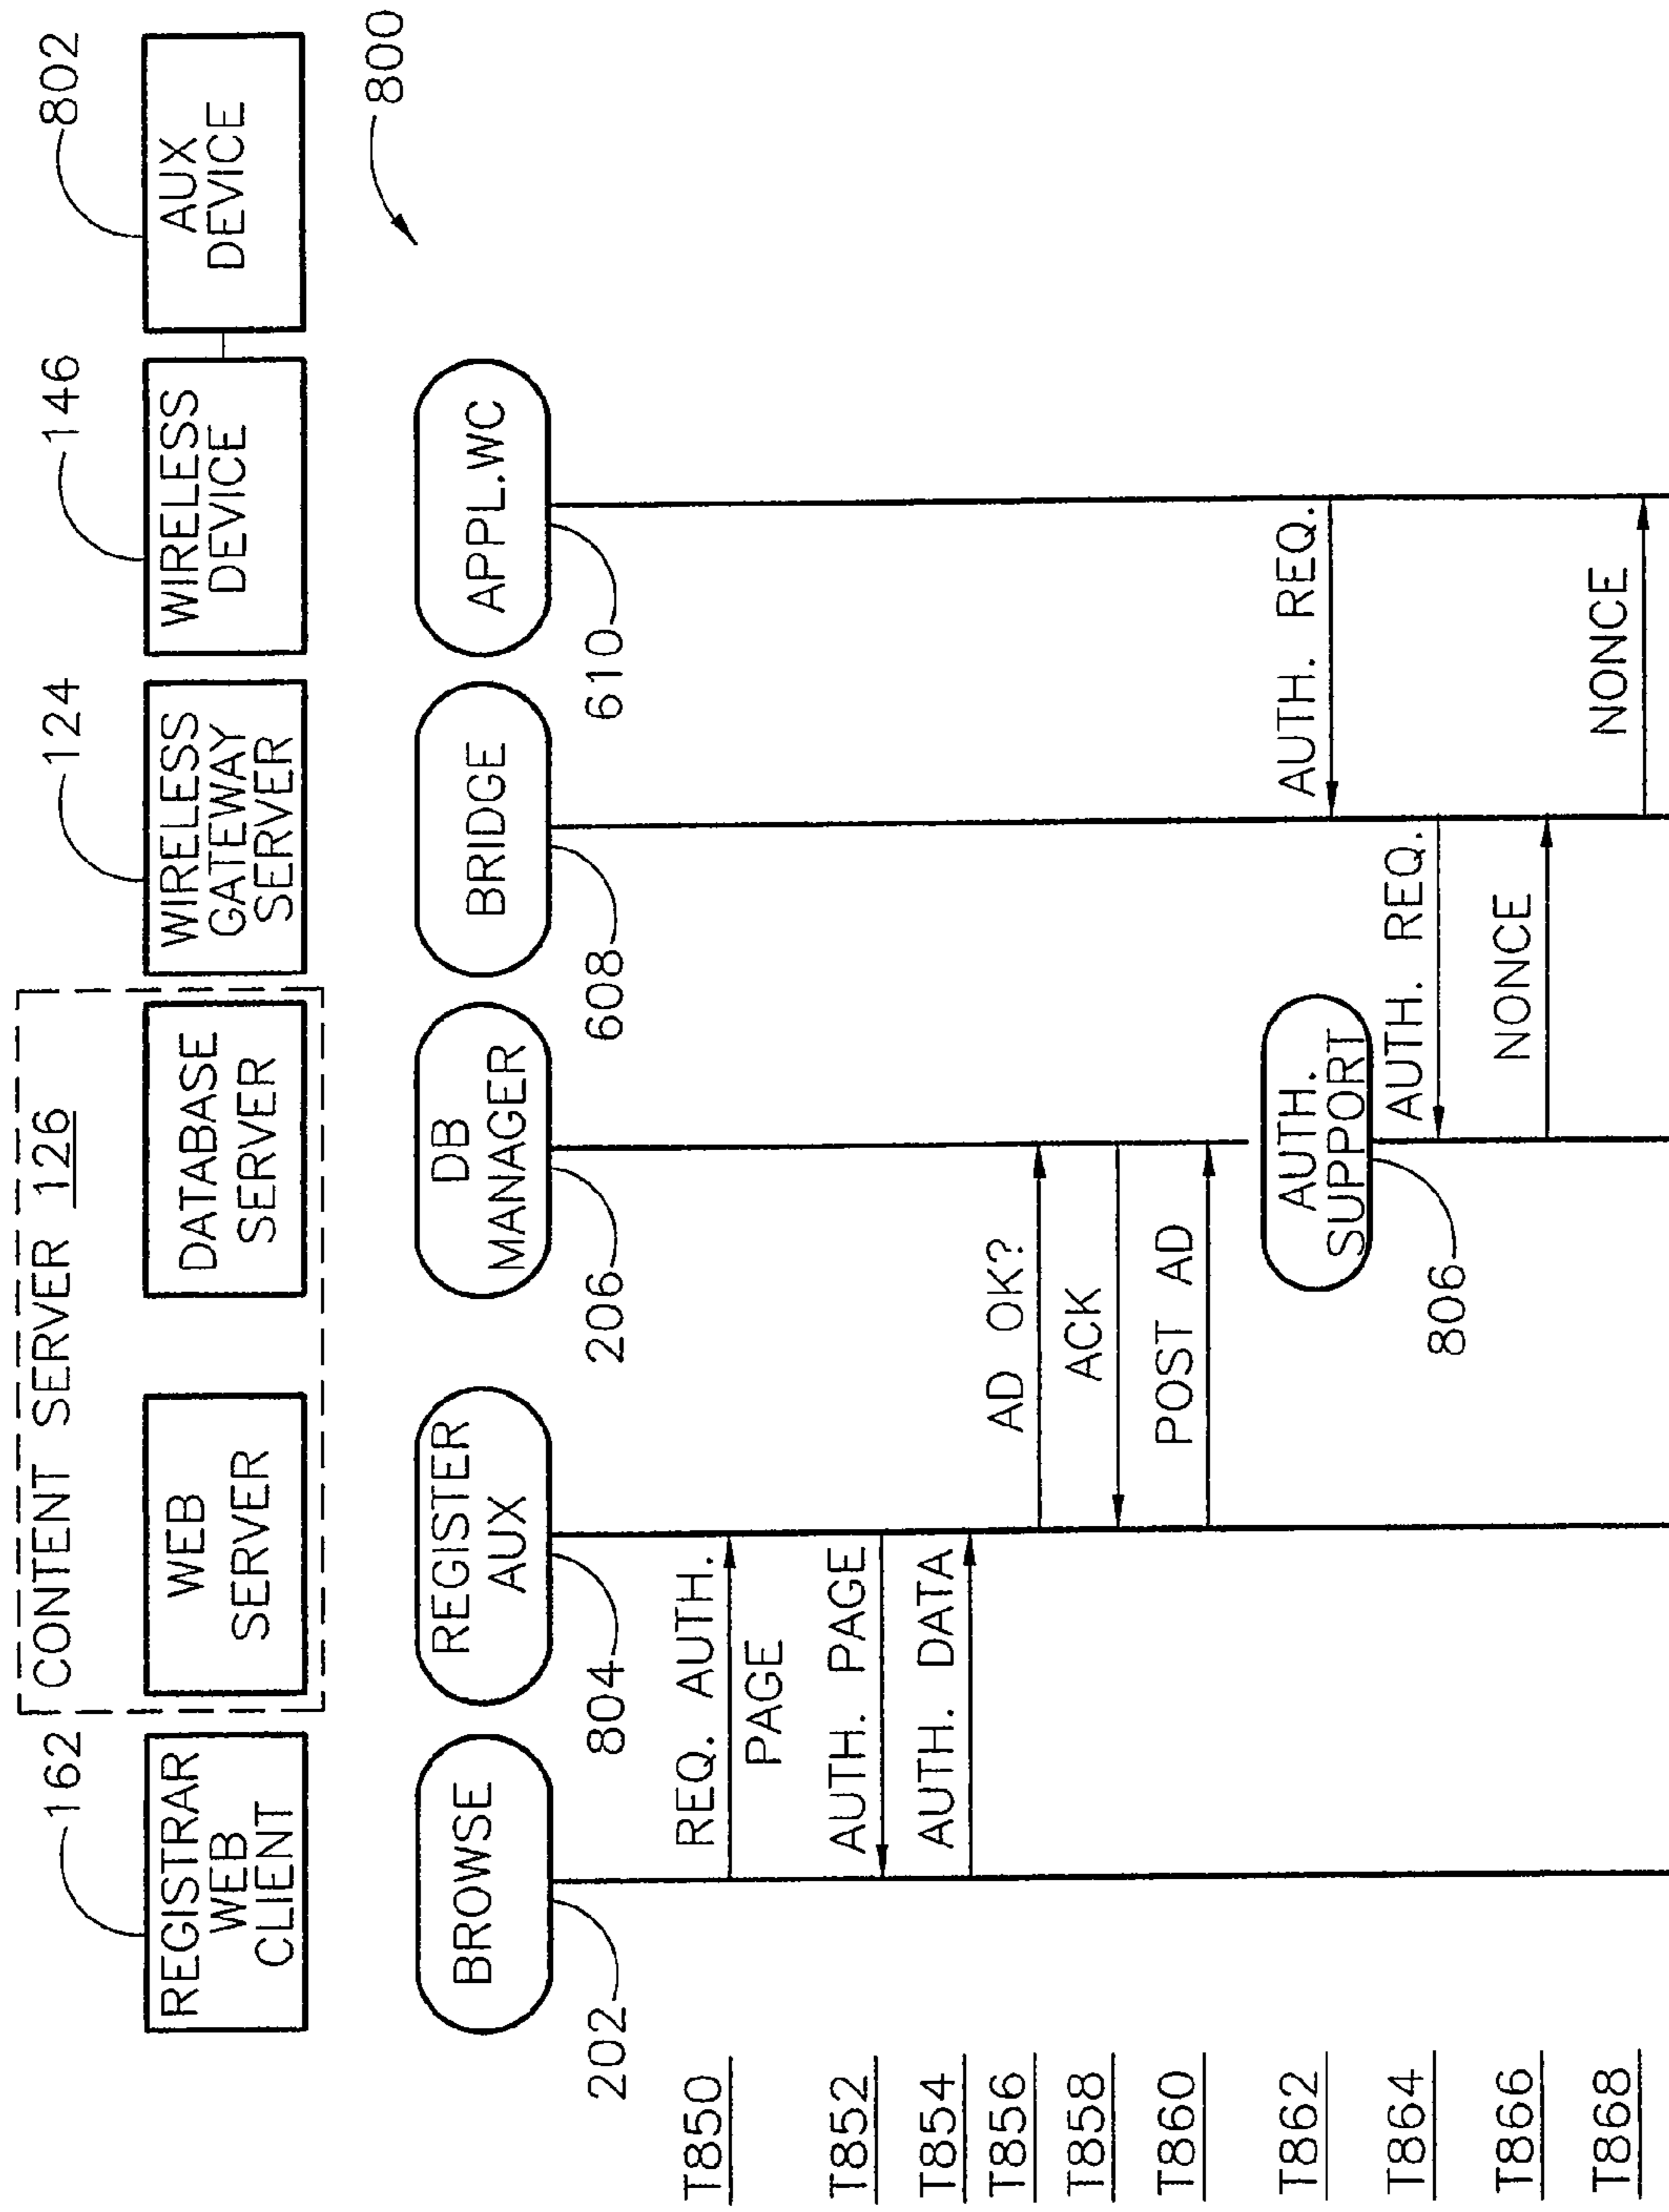 CONTENT SERVER 126
162
124
146
802
REGISTRAR
WEB
CLIENT
WEB
SERVER
DATABASE
SERVER
WIRELESS
GATEWAY
SERVER
WIRELESS
DEVICE
AUX
DEVICE
800
BROWSE
REGISTER
AUX
DB
MANAGER
BRIDGE
APPL.WC
202
804
206
608
610
T850
REQ. AUTH.
PAGE
T852
AUTH. PAGE
T854
AUTH. DATA
T856
AD OK?
T858
ACK
T860
POST AD
T862
AUTH.
SUPPORT
AUTH. REQ.
T864
806
AUTH. REQ.
T866
NONCE
T868
NONCE